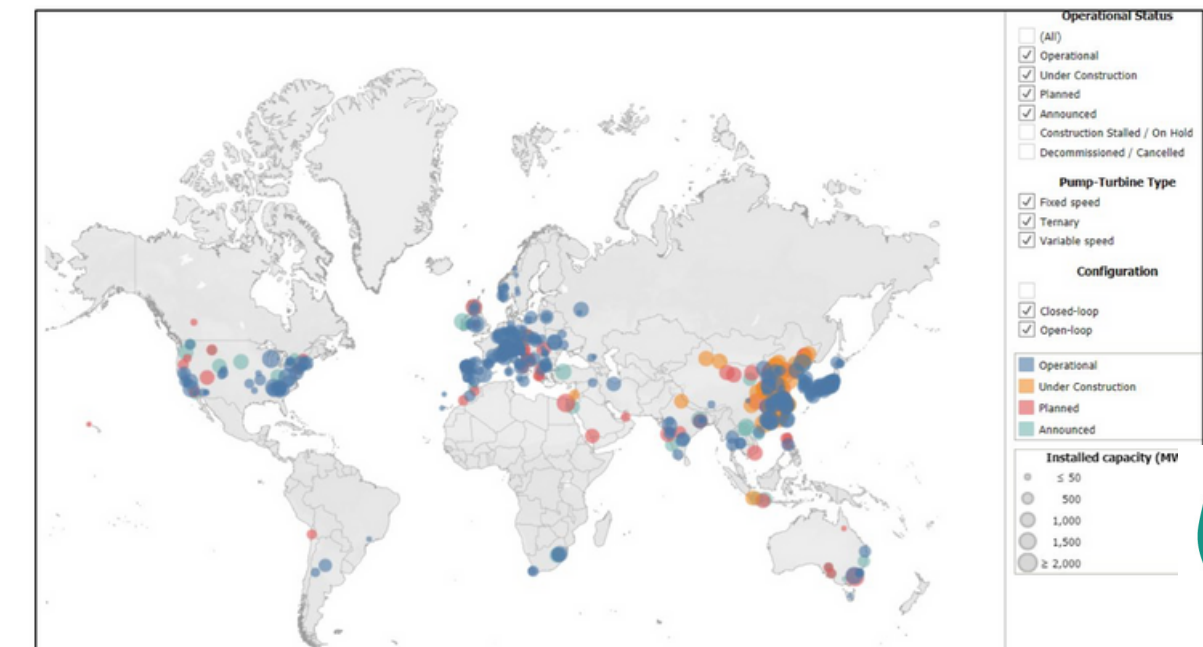 Operational Status
(All)
Operational
Under Construction
Planned
Announced
Construction Stalled / On Hold
Decommissioned / Cancelled
Pump-Turbine Type
Fixed speed
Ternary
Variable speed
Configuration
Closed-loop
Open-loop
Operational
Under Construction
Planned
Announced
Installed capacity (MW
≤ 50
500
1,000
1,500
≥ 2,000